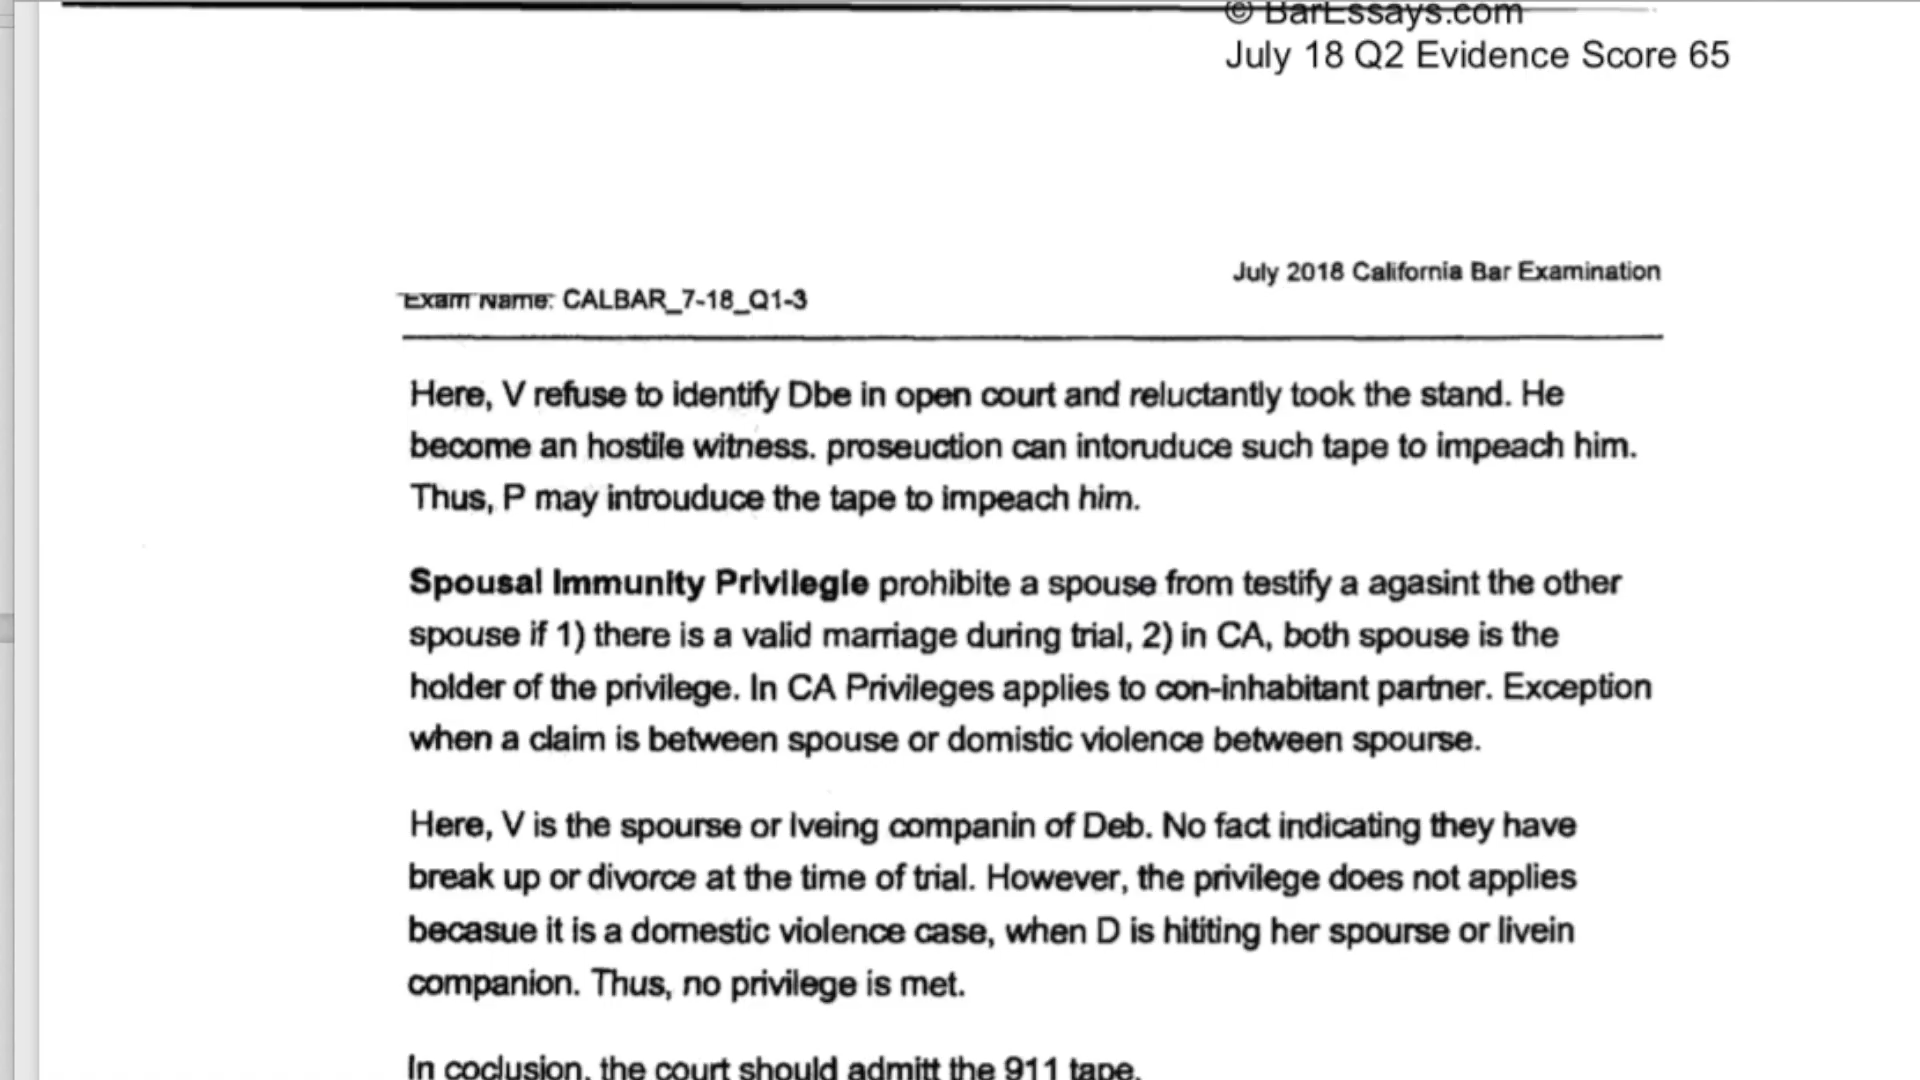 © BarEssays.com
July 18 Q2 Evidence Score 65
July 2018 California Bar Examination
Exam Name: CALBAR_7-18_Q1-3
Here, V refuse to identify Dbe in open court and reluctantly took the stand. He
become an hostile witness. proseuction can intoruduce such tape to impeach him.
Thus, P may introuduce the tape to impeach him.
Spousal Immunity Privilegie prohibite a spouse from testify a agasint the other
spouse if 1) there is a valid marriage during trial, 2) in CA, both spouse is the
holder of the privilege. In CA Privileges applies to con-inhabitant partner. Exception
when a claim is between spouse or domistic violence between spourse.
Here, V is the spourse or lveing companin of Deb. No fact indicating they have
break up or divorce at the time of trial. However, the privilege does not applies
becasue it is a domestic violence case, when D is hititing her spourse or livein
companion. Thus, no privilege is met.
In coclusion, the court should admitt the 911 tape.